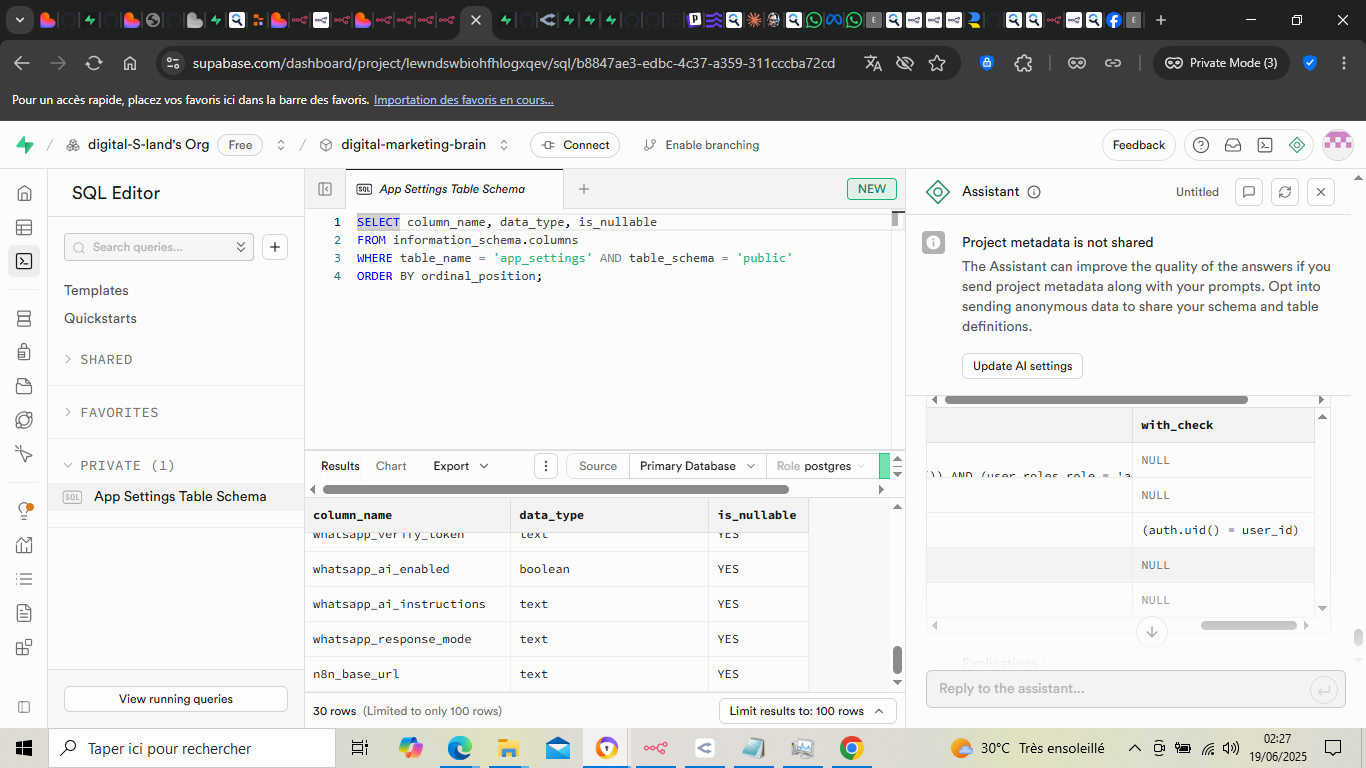 supabase.com/dashboard/project/lewndswbiohfhlogxqev/sql/b8847ae3-edbc-4c37-a359-311cccba72cd
Private Mode (3)
Pour un accès rapide, placez vos favoris ici dans la barre des favoris. Importation des favoris en cours...
/ digital-S-land's Org Free / digital-marketing-brain Connect Enable branching Feedback
SQL Editor
Search queries...
Templates
Quickstarts
SHARED
FAVORITES
PRIVATE (1)
SQL App Settings Table Schema
View running queries
SQL App Settings Table Schema
NEW
1 SELECT column_name, data_type, is_nullable
2 FROM information_schema.columns
3 WHERE table_name = 'app_settings' AND table_schema = 'public'
4 ORDER BY ordinal_position;
Results Chart Export Source Primary Database Role postgres
column_name data_type is_nullable
whatsapp_verify_token text YES
whatsapp_ai_enabled boolean YES
whatsapp_ai_instructions text YES
whatsapp_response_mode text YES
n8n_base_url text YES
30 rows (Limited to only 100 rows) Limit results to: 100 rows
Assistant Untitled
Project metadata is not shared
The Assistant can improve the quality of the answers if you
send project metadata along with your prompts. Opt into
sending anonymous data to share your schema and table
definitions.
Update AI settings
with_check
()) AND (user_roles.role = 'a NULL
NULL
(auth.uid() = user_id)
NULL
NULL
Explications :
Reply to the assistant...
Taper ici pour rechercher
30°C Très ensoleillé
02:27
19/06/2025